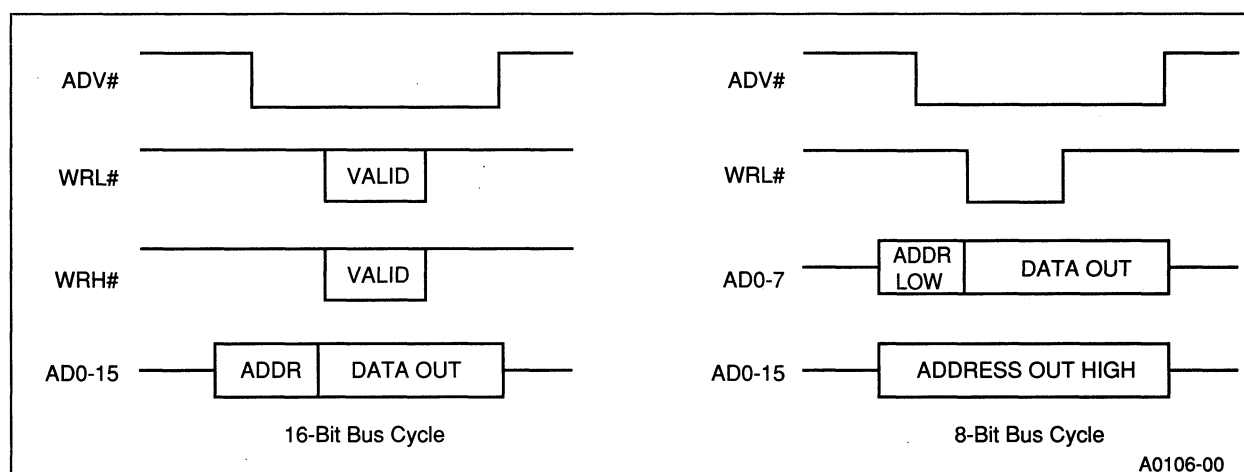 ADV#
WRL#
VALID
WRH#
VALID
AD0-15
ADDR
DATA OUT
16-Bit Bus Cycle
ADV#
WRL#
AD0-7
ADDR
LOW
DATA OUT
AD0-15
ADDRESS OUT HIGH
8-Bit Bus Cycle
A0106-00